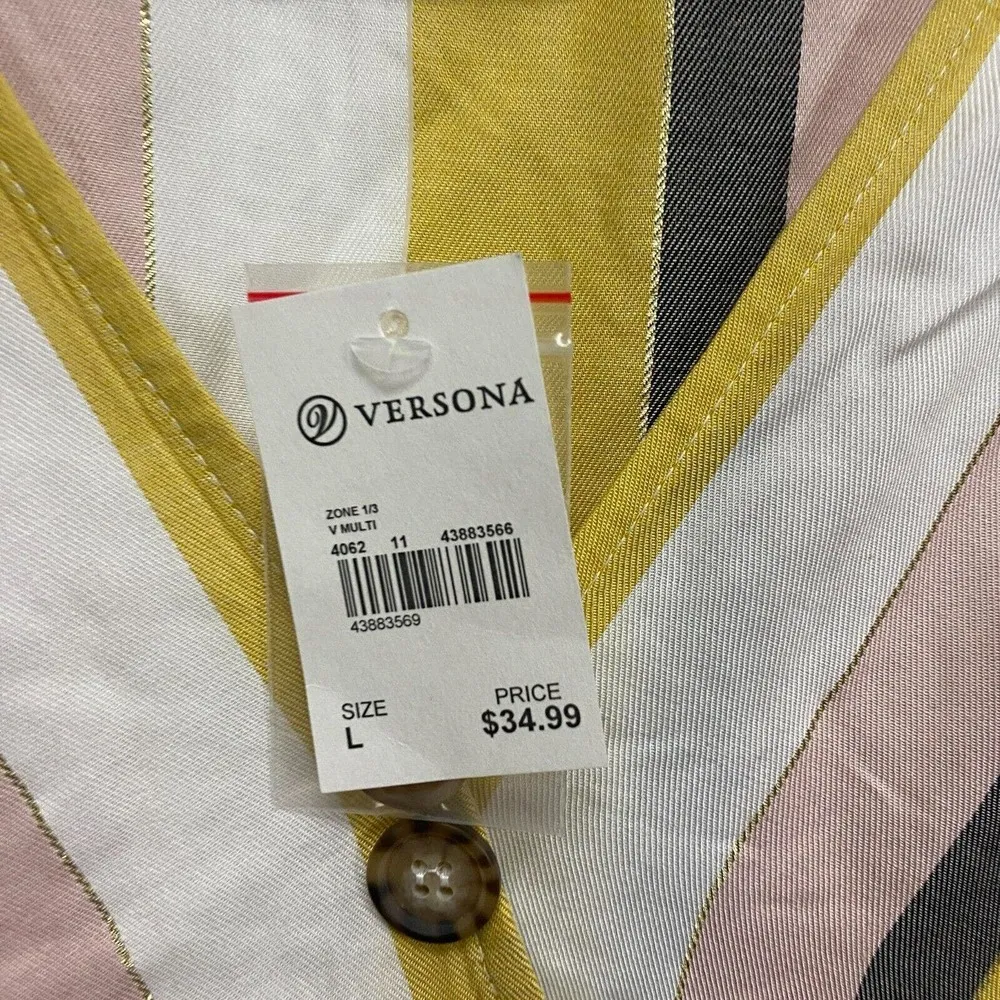 V VERSONA
ZONE 1/3
V MULTI
4062 11 43883566
43883569
SIZE PRICE
L $34.99